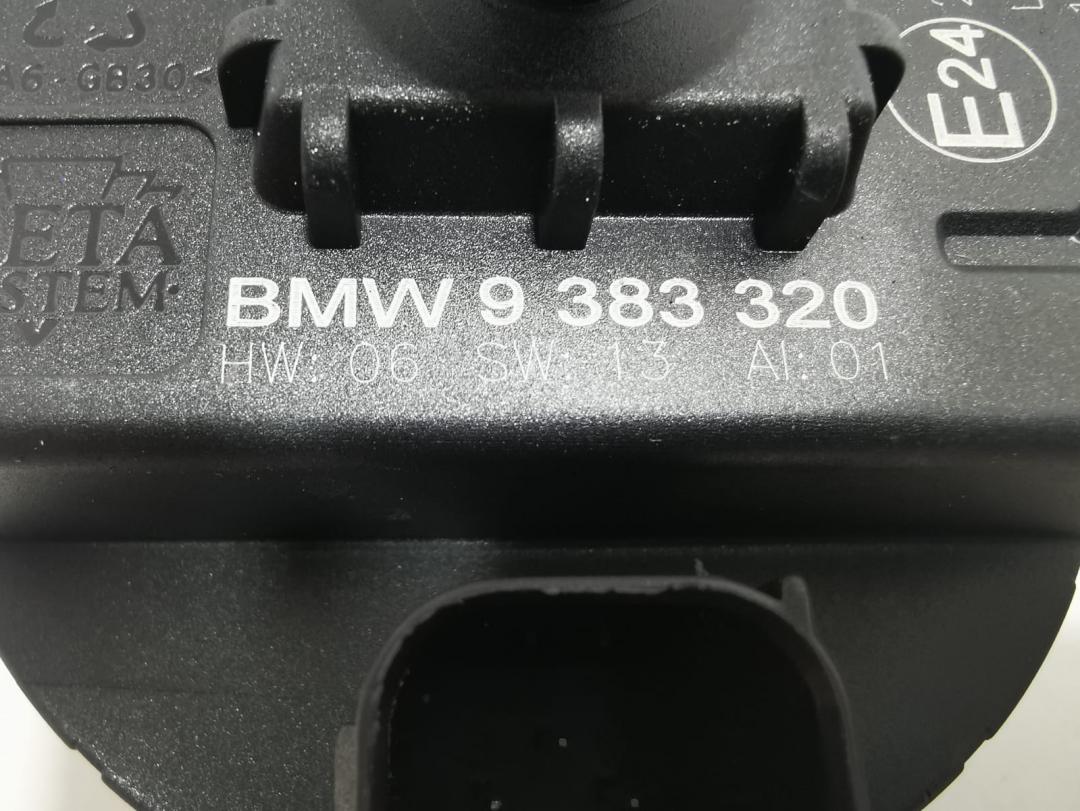 A6-GB30<
E24
ETA
STEM
BMW 9 383 320
HW: 06 SW: 13 AI: 01